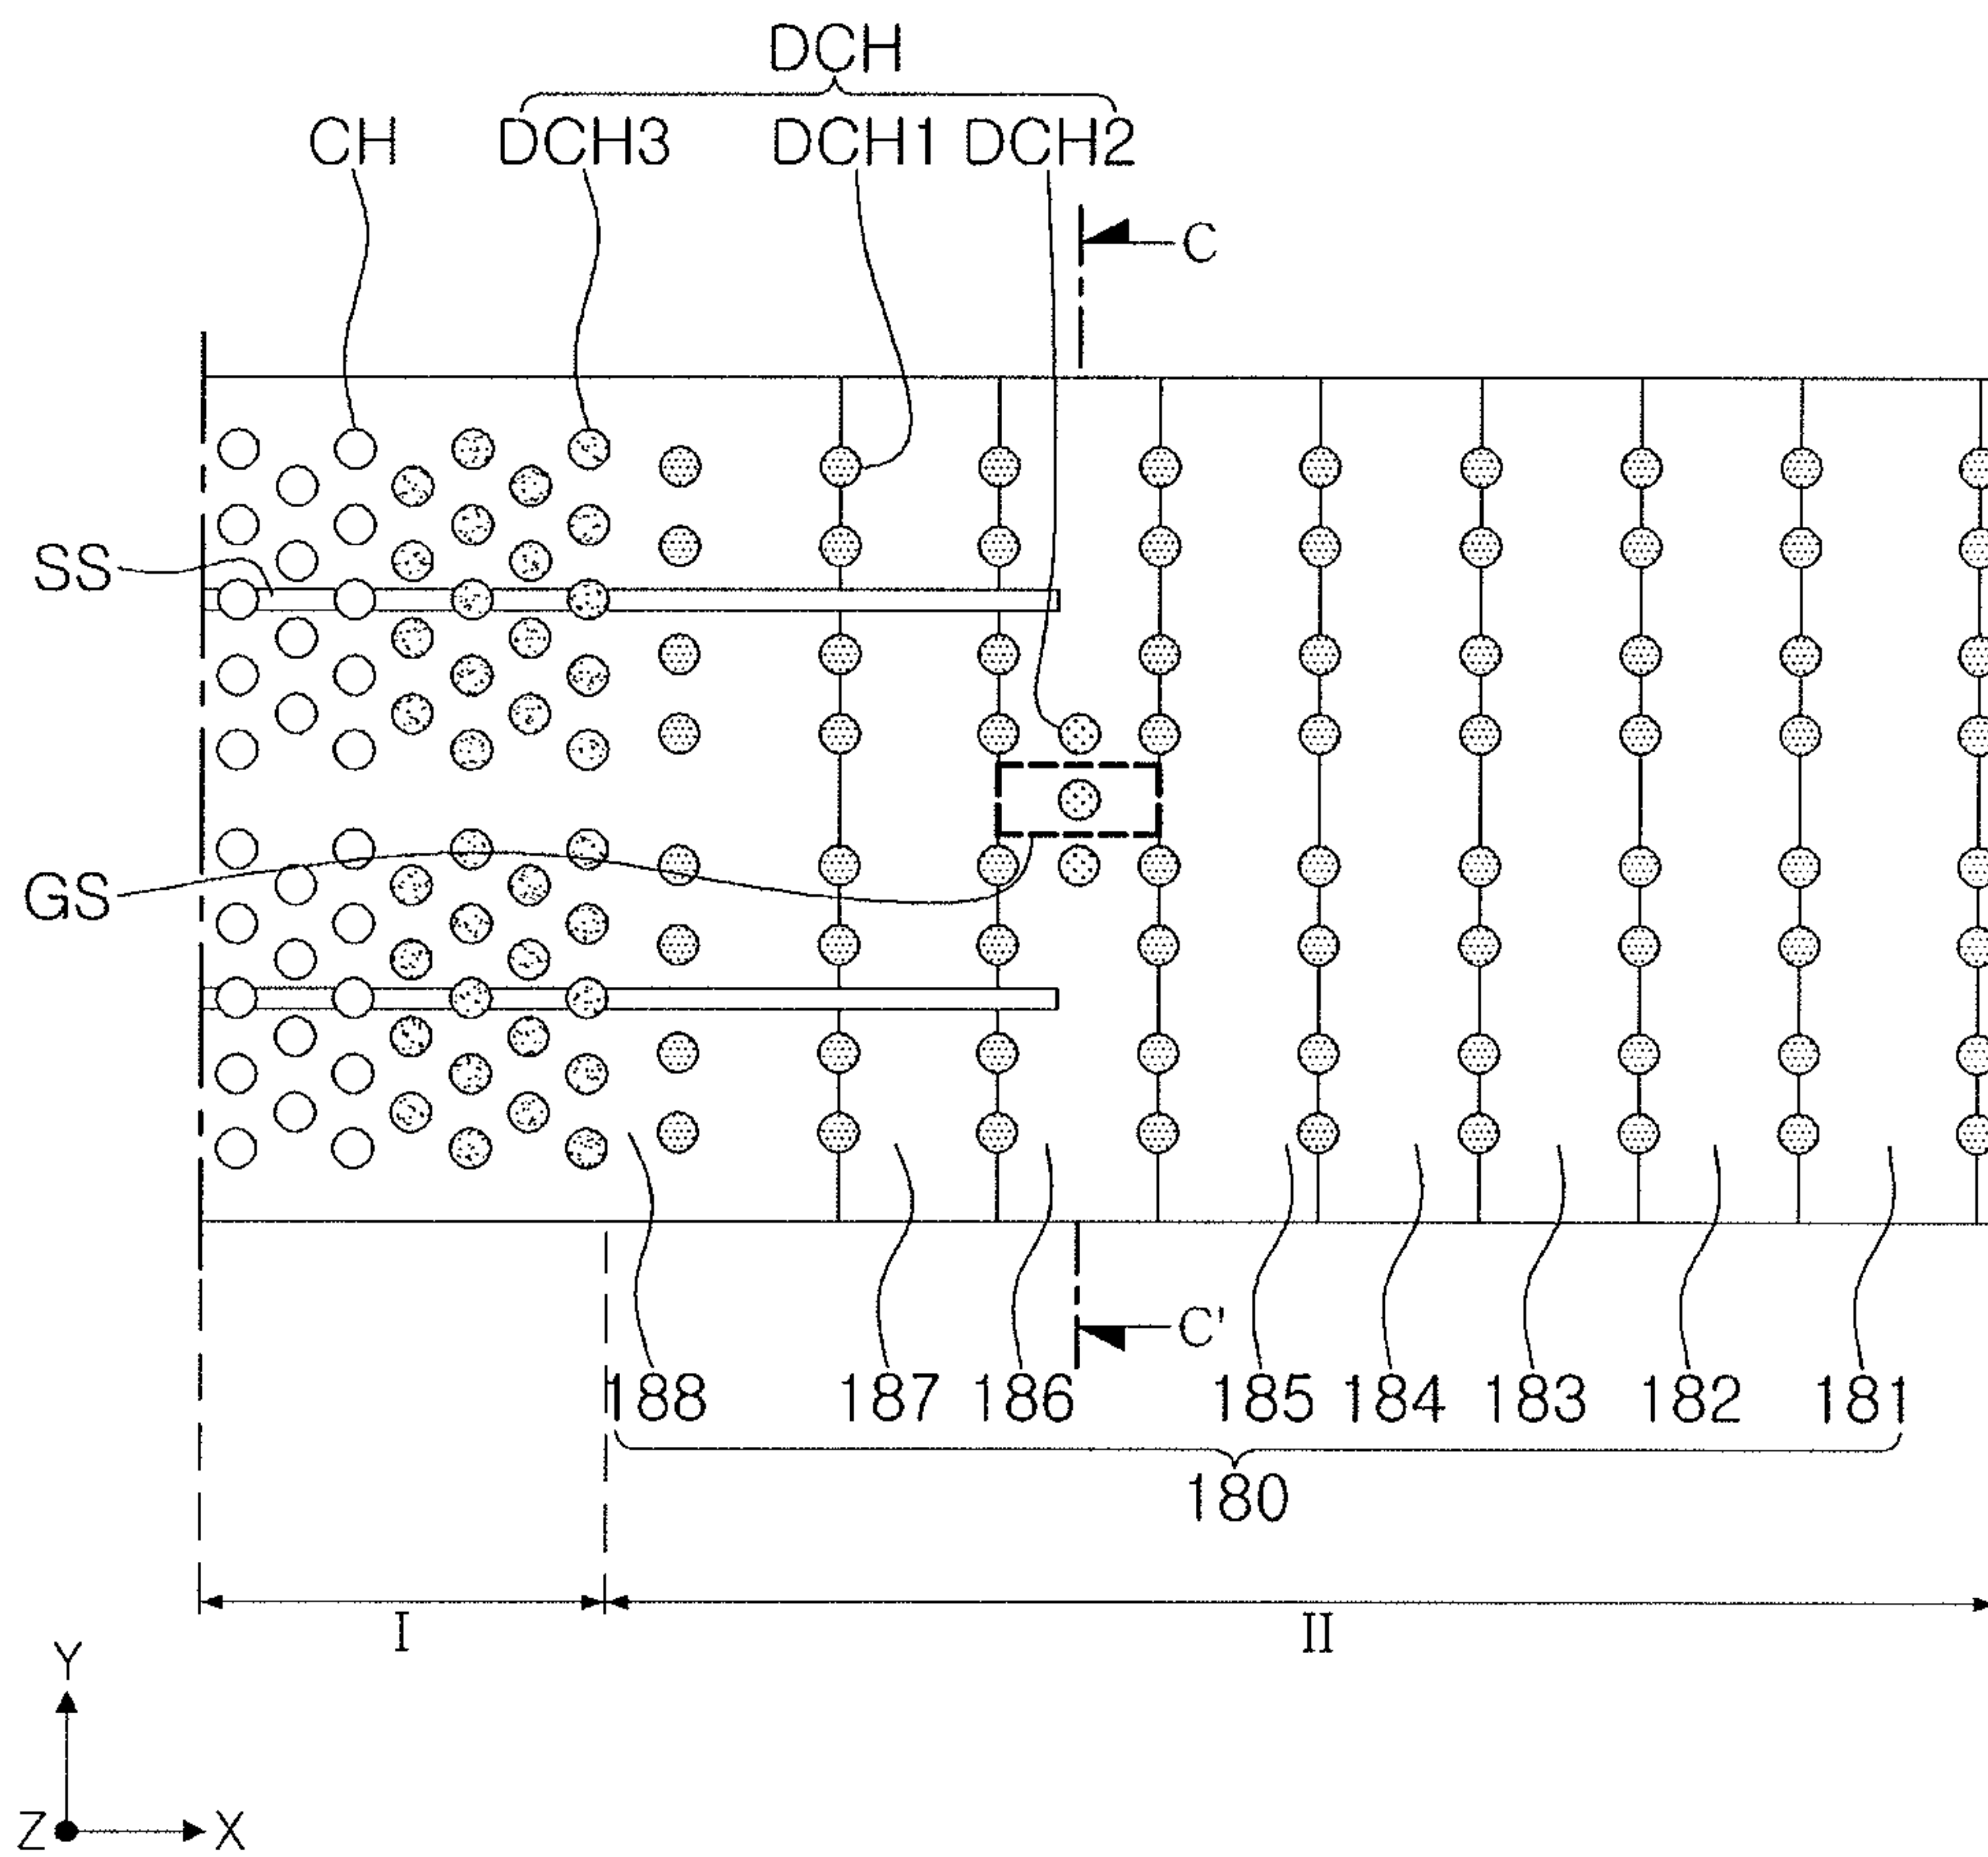 DCH
CH DCH3 DCH1 DCH2
C
SS
GS
C'
188 187 186 185 184 183 182 181
180
I II
Y
Z X